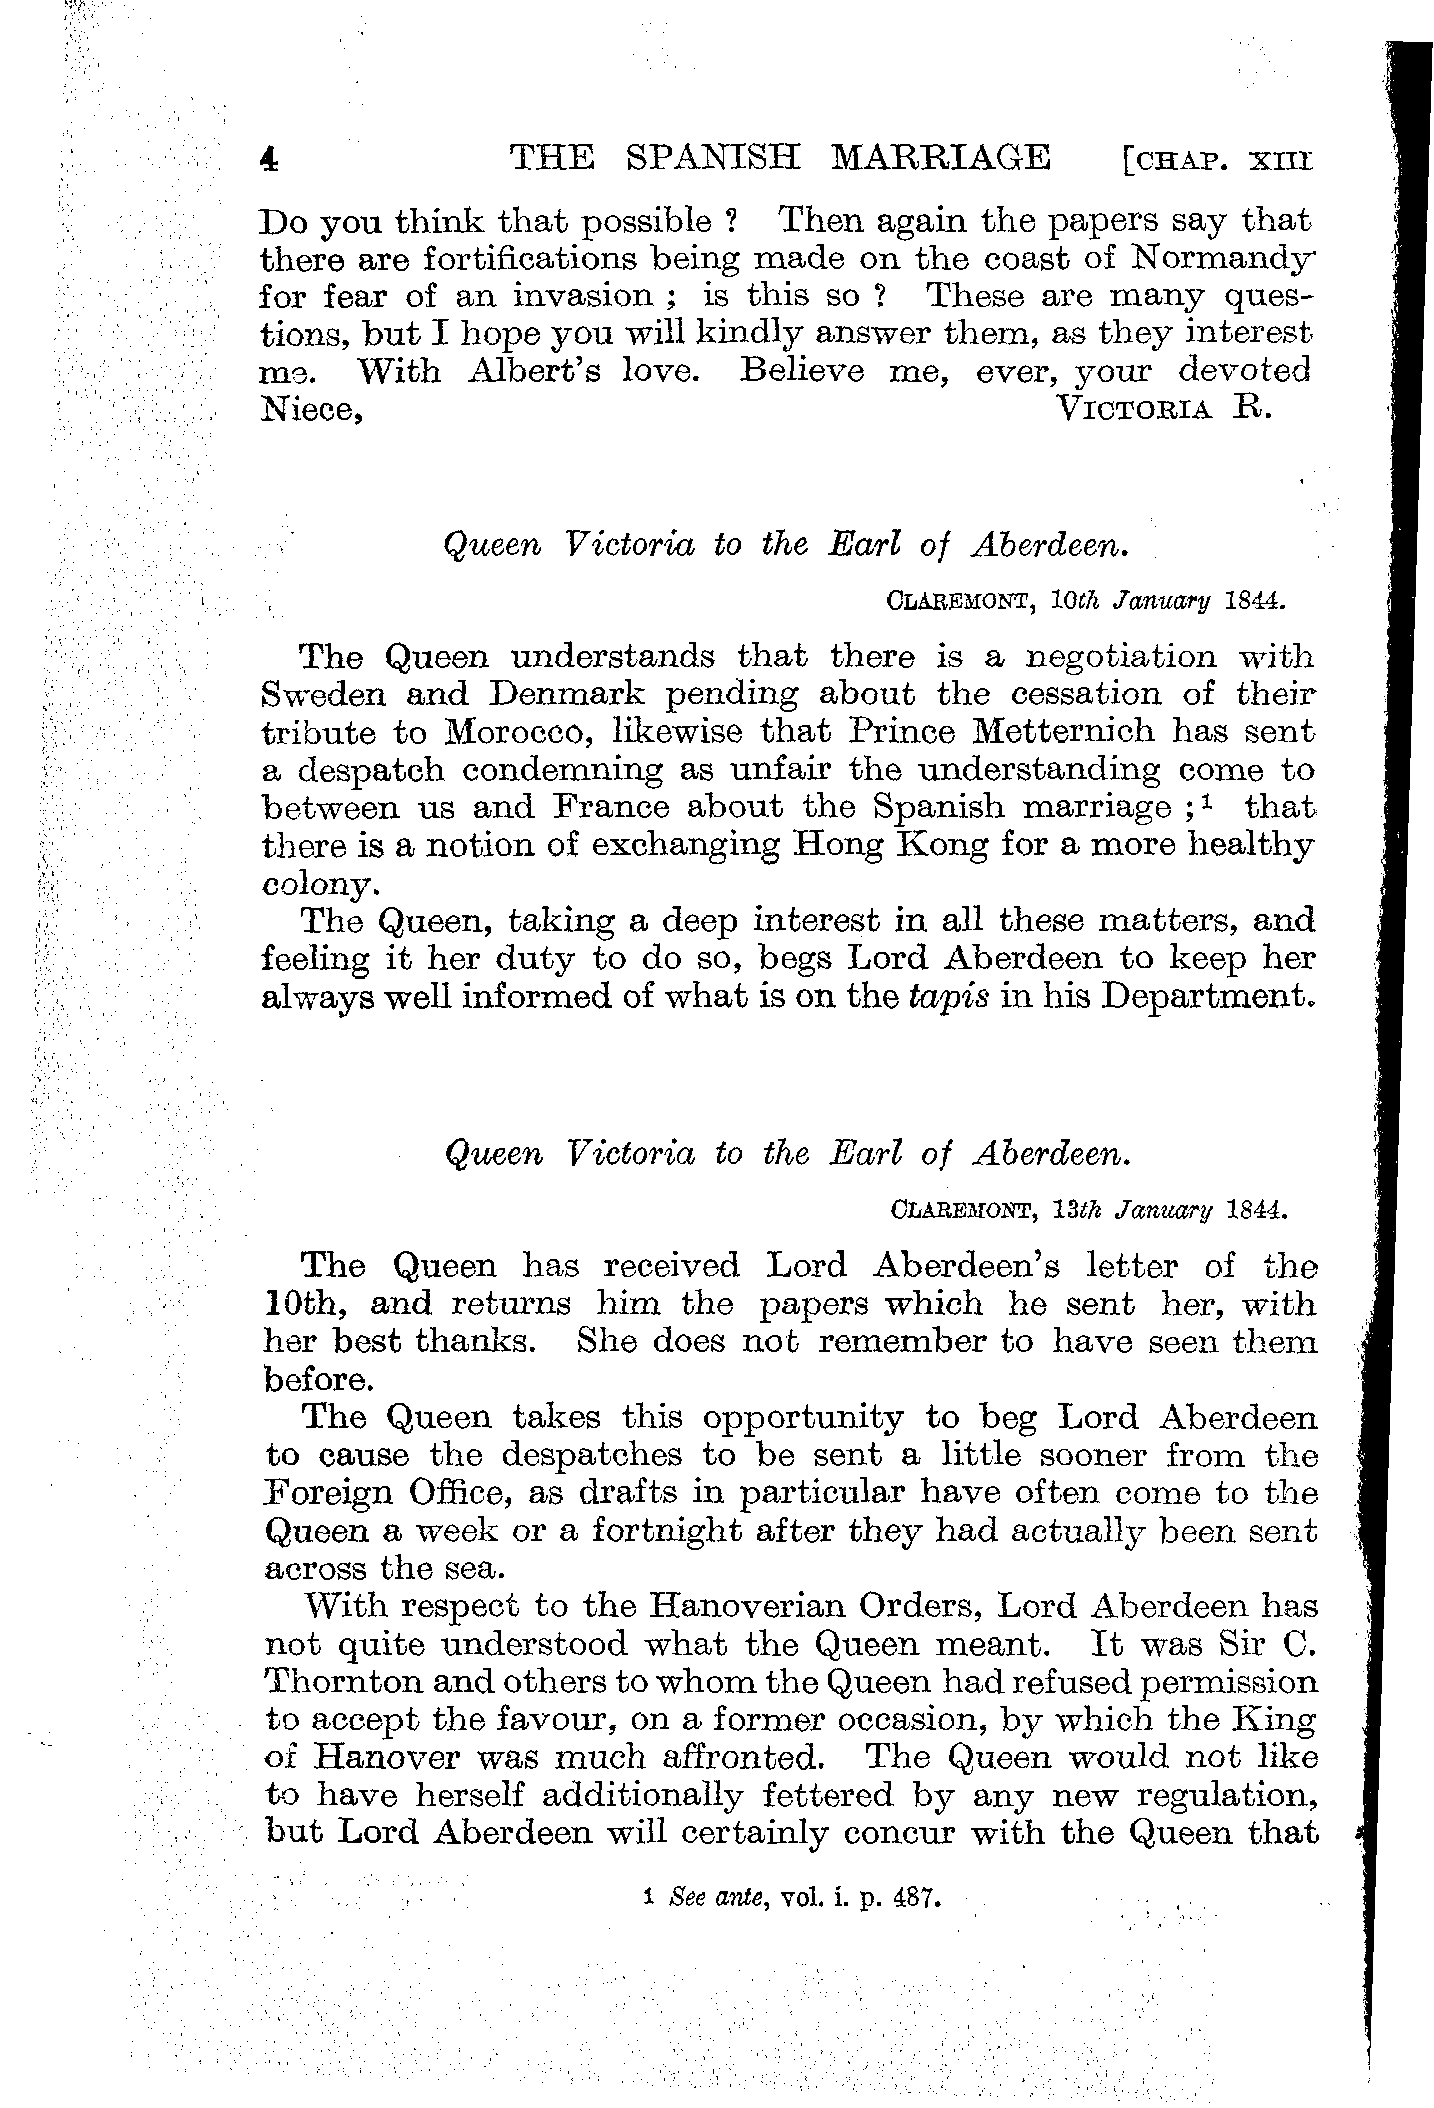 4 THE SPANISH MARRIAGE [CHAP. XIII
Do you think that possible ? Then again the papers say that
there are fortifications being made on the coast of Normandy
for fear of an invasion ; is this so ? These are many ques-
tions, but I hope you will kindly answer them, as they interest
me. With Albert's love. Believe me, ever, your devoted
Niece, VICTORIA R.
Queen Victoria to the Earl of Aberdeen.
CLAREMONT, 10th January 1844.
The Queen understands that there is a negotiation with
Sweden and Denmark pending about the cessation of their
tribute to Morocco, likewise that Prince Metternich has sent
a despatch condemning as unfair the understanding come to
between us and France about the Spanish marriage ;¹ that
there is a notion of exchanging Hong Kong for a more healthy
colony.
The Queen, taking a deep interest in all these matters, and
feeling it her duty to do so, begs Lord Aberdeen to keep her
always well informed of what is on the tapis in his Department.
Queen Victoria to the Earl of Aberdeen.
CLAREMONT, 13th January 1844.
The Queen has received Lord Aberdeen's letter of the
10th, and returns him the papers which he sent her, with
her best thanks. She does not remember to have seen them
before.
The Queen takes this opportunity to beg Lord Aberdeen
to cause the despatches to be sent a little sooner from the
Foreign Office, as drafts in particular have often come to the
Queen a week or a fortnight after they had actually been sent
across the sea.
With respect to the Hanoverian Orders, Lord Aberdeen has
not quite understood what the Queen meant. It was Sir C.
Thornton and others to whom the Queen had refused permission
to accept the favour, on a former occasion, by which the King
of Hanover was much affronted. The Queen would not like
to have herself additionally fettered by any new regulation,
but Lord Aberdeen will certainly concur with the Queen that
1 See ante, vol. i. p. 487.